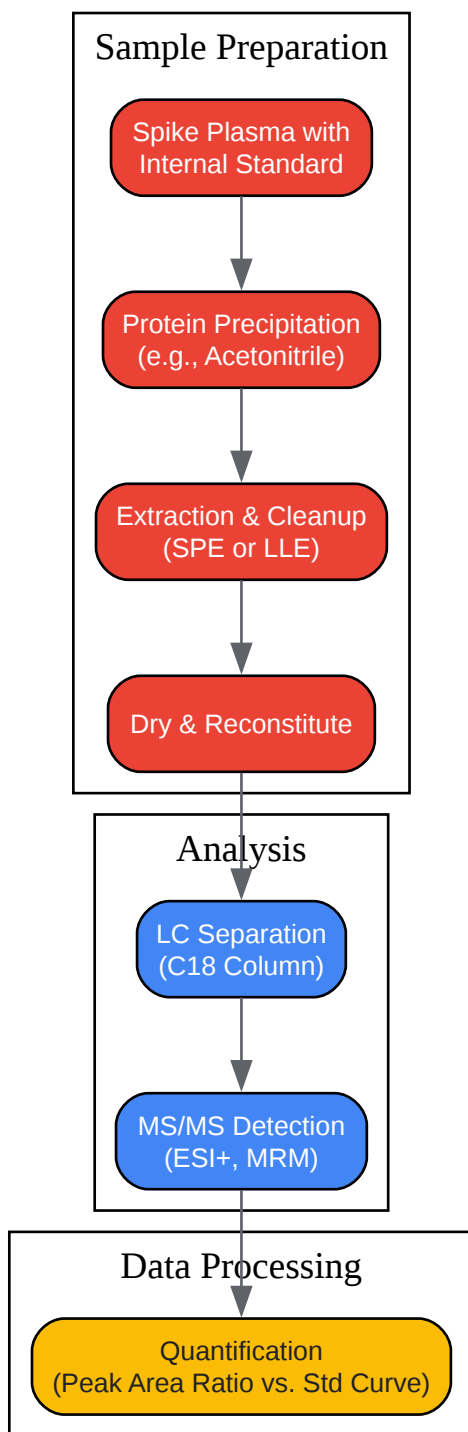 Sample Preparation
Spike Plasma with
Internal Standard
Protein Precipitation
(e.g., Acetonitrile)
Extraction & Cleanup
(SPE or LLE)
Dry & Reconstitute
Analysis
LC Separation
(C18 Column)
MS/MS Detection
(ESI+, MRM)
Data Processing
Quantification
(Peak Area Ratio vs. Std Curve)